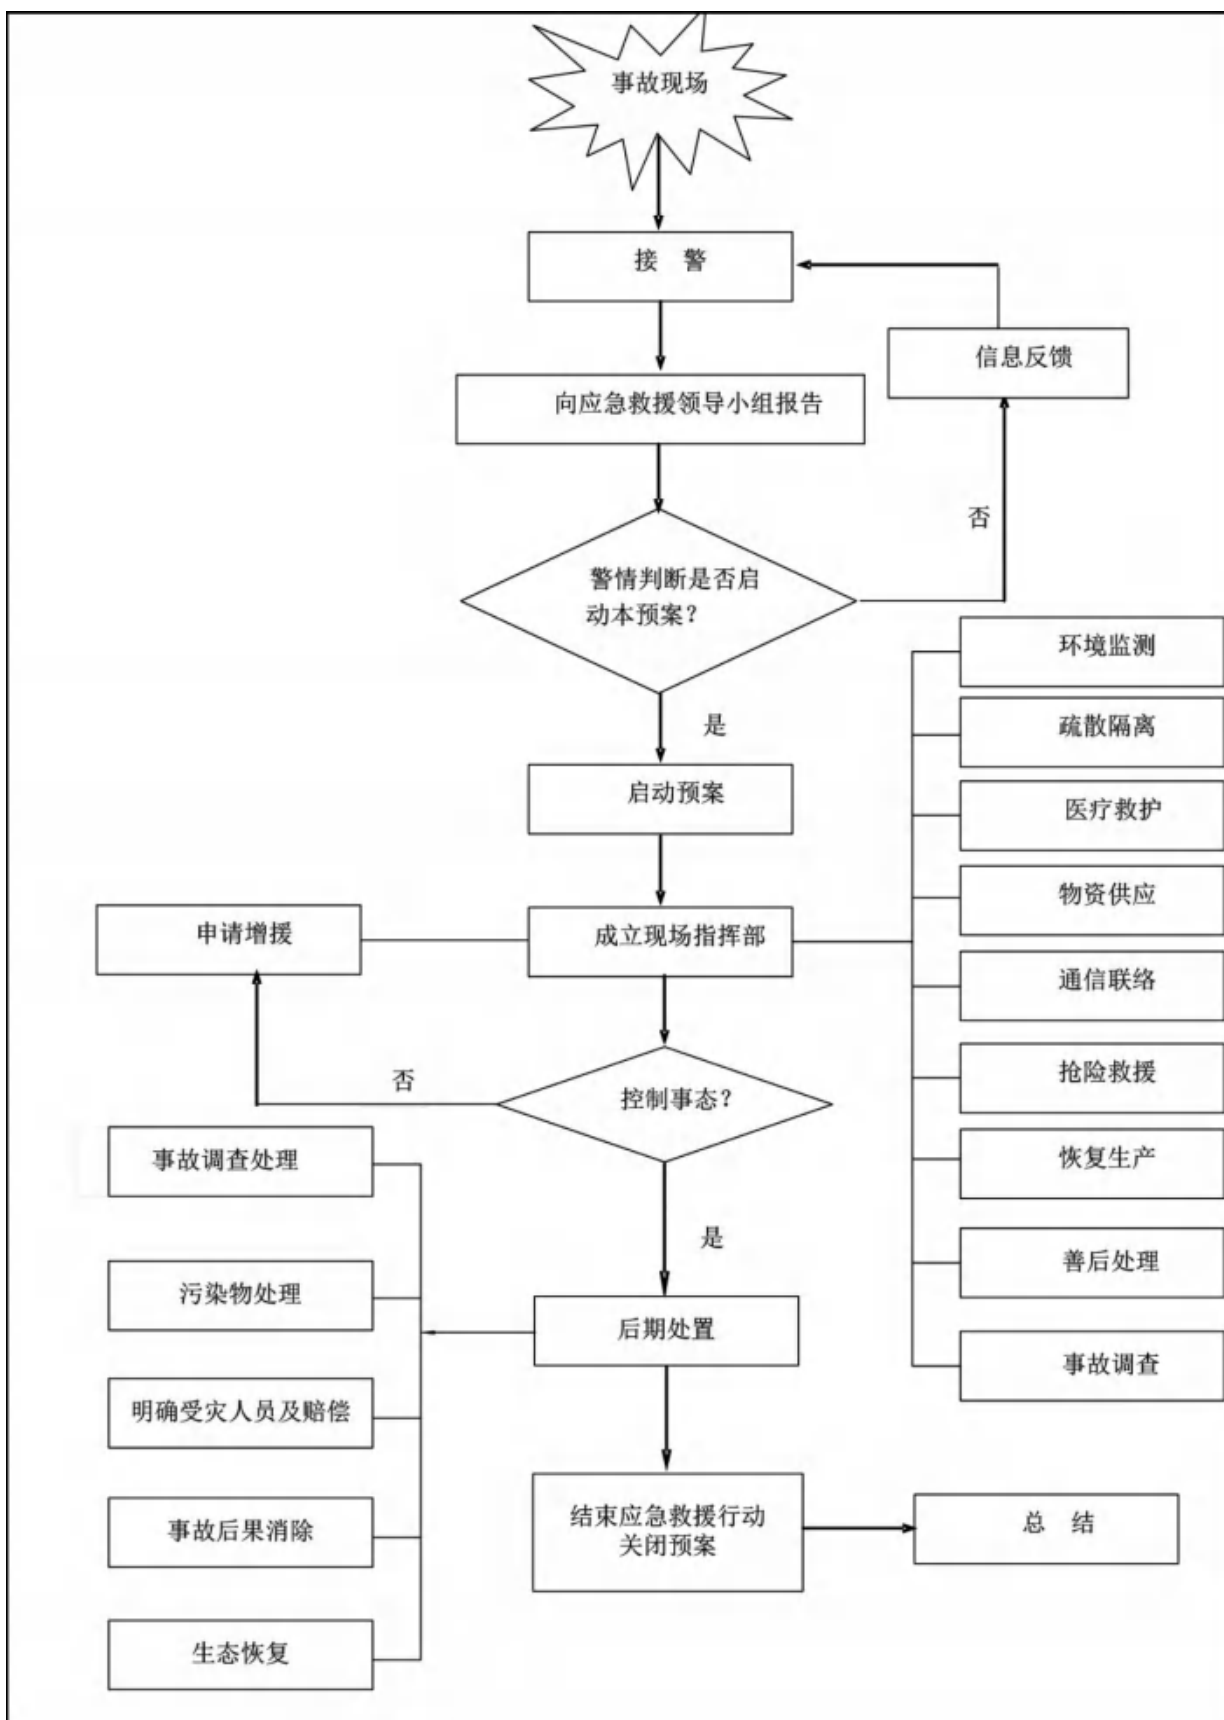 事故现场
接 警
信息反馈
向应急救援领导小组报告
否
警情判断是否启
动本预案？
环境监测
疏散隔离
是
启动预案
医疗救护
物资供应
申请增援
成立现场指挥部
通信联络
抢险救援
否
控制事态？
事故调查处理
恢复生产
是
善后处理
污染物处理
后期处置
事故调查
明确受灾人员及赔偿
结束应急救援行动
关闭预案
总 结
事故后果消除
生态恢复